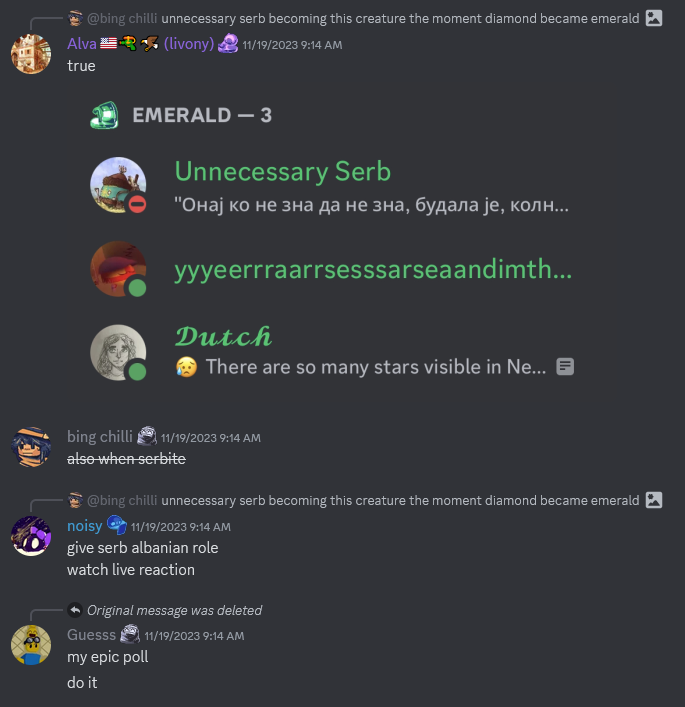 @bing chilli unnecessary serb becoming this creature the moment diamond became emerald
Alva (livony) 11/19/2023 9:14 AM
true
EMERALD — 3
Unnecessary Serb
"Онај ко не зна да не зна, будала је, колн...
yyyeerrraarrsesssarseaandimth...
Dutch
There are so many stars visible in Ne...
bing chilli 11/19/2023 9:14 AM
also when serbite
@bing chilli unnecessary serb becoming this creature the moment diamond became emerald
noisy 11/19/2023 9:14 AM
give serb albanian role
watch live reaction
Original message was deleted
Guesss 11/19/2023 9:14 AM
my epic poll
do it